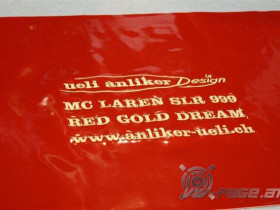 ueli anliker Design
MC LAREN SLR 999
RED GOLD DREAM
www.anliker-ueli.ch